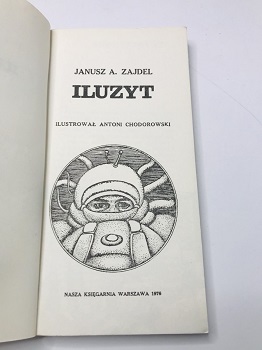 JANUSZ A. ZAJDEL
ILUZYT
ILUSTROWAŁ ANTONI CHODOROWSKI
NASZA KSIĘGARNIA WARSZAWA 1976